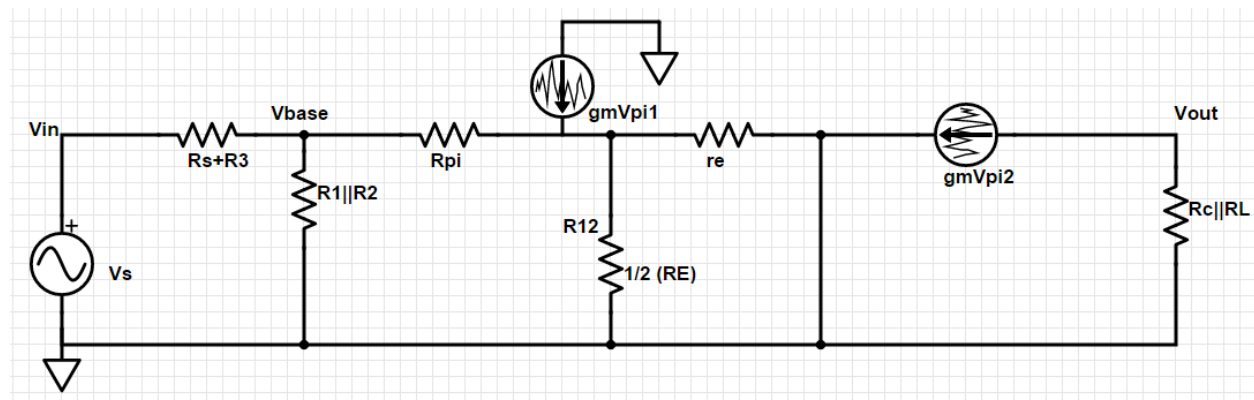 gmVpi1
Vin
Vbase
Vout
Rs+R3
Rpi
re
gmVpi2
R1||R2
Rc||RL
R12
1/2 (RE)
+
Vs